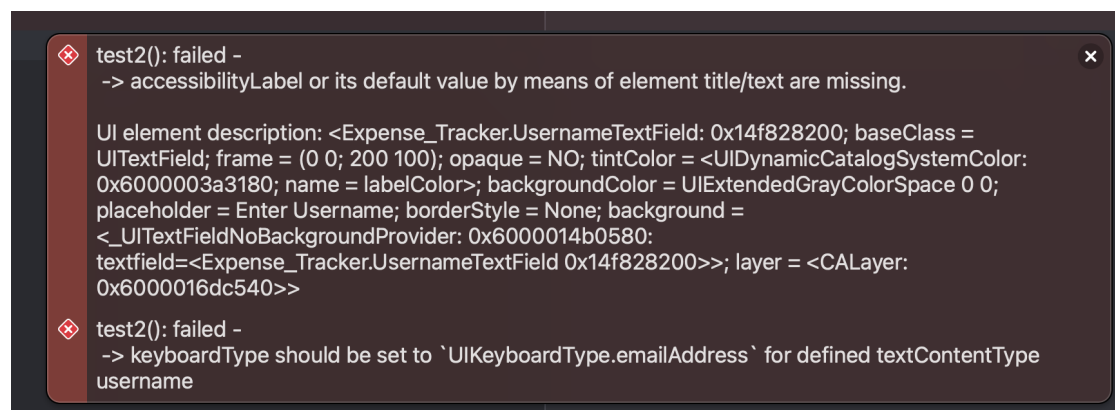 test2(): failed -
-> accessibilityLabel or its default value by means of element title/text are missing.
UI element description: <Expense_Tracker.UsernameTextField: 0x14f828200; baseClass =
UITextField; frame = (0 0; 200 100); opaque = NO; tintColor = <UIDynamicCatalogSystemColor:
0x6000003a3180; name = labelColor>; backgroundColor = UIExtendedGrayColorSpace 0 0;
placeholder = Enter Username; borderStyle = None; background =
<_UITextFieldNoBackgroundProvider: 0x6000014b0580:
textfield=<Expense_Tracker.UsernameTextField 0x14f828200>>; layer = <CALayer:
0x6000016dc540>>
test2(): failed -
-> keyboardType should be set to `UIKeyboardType.emailAddress` for defined textContentType
username